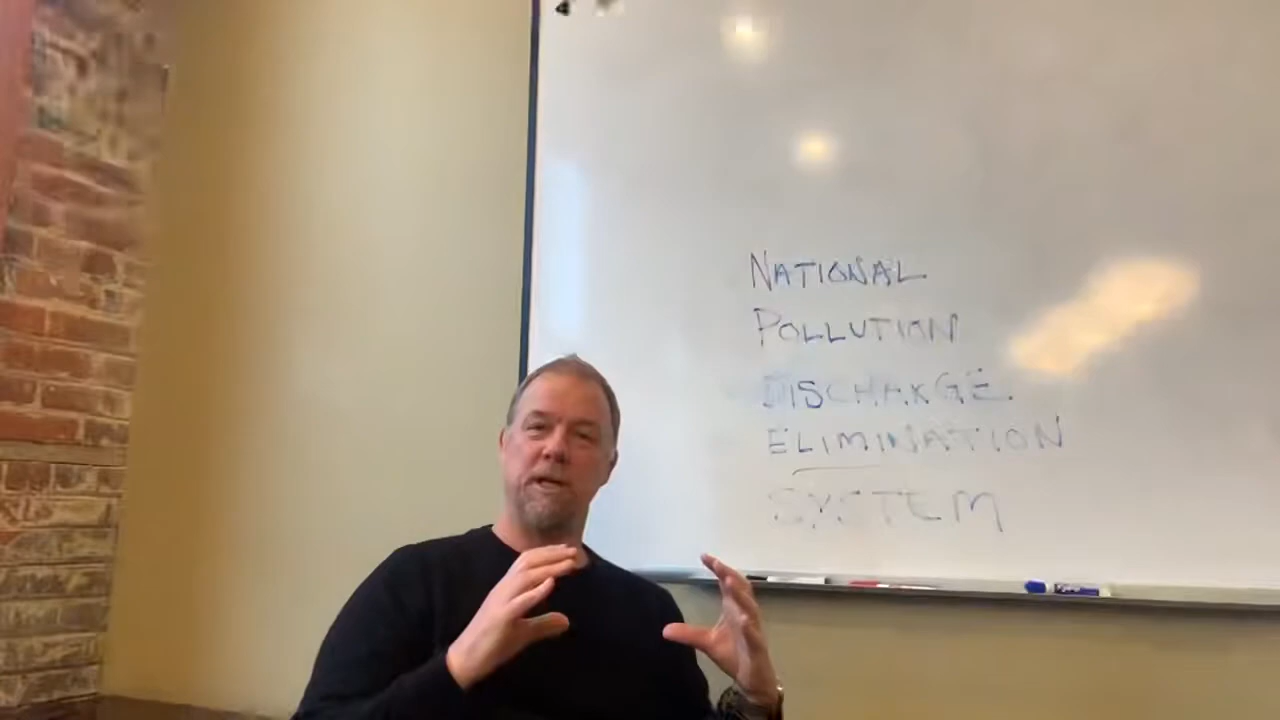 NATIONAL
POLLUTION
DISCHARGE
ELIMINATION
SYSTEM